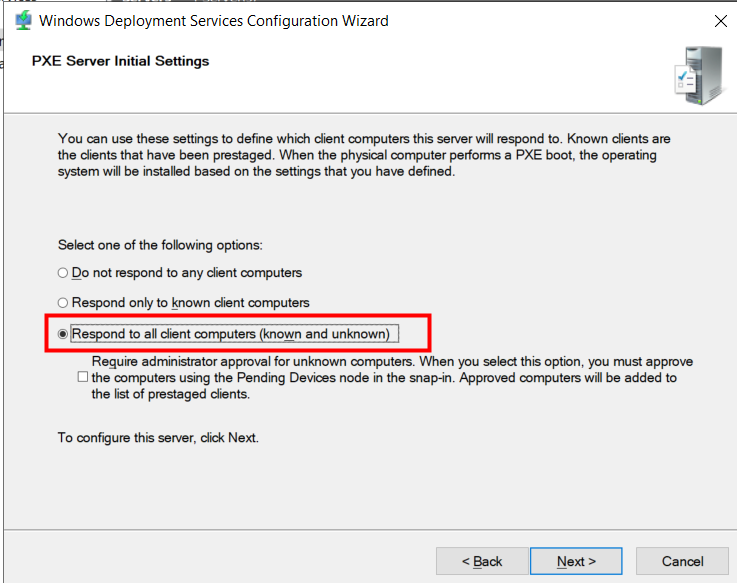 Windows Deployment Services Configuration Wizard
PXE Server Initial Settings
You can use these settings to define which client computers this server will respond to. Known clients are
the clients that have been prestaged. When the physical computer performs a PXE boot, the operating
system will be installed based on the settings that you have defined.
Select one of the following options:
Do not respond to any client computers
Respond only to known client computers
Respond to all client computers (known and unknown)
Require administrator approval for unknown computers. When you select this option, you must approve
the computers using the Pending Devices node in the snap-in. Approved computers will be added to
the list of prestaged clients.
To configure this server, click Next.
< Back
Next >
Cancel